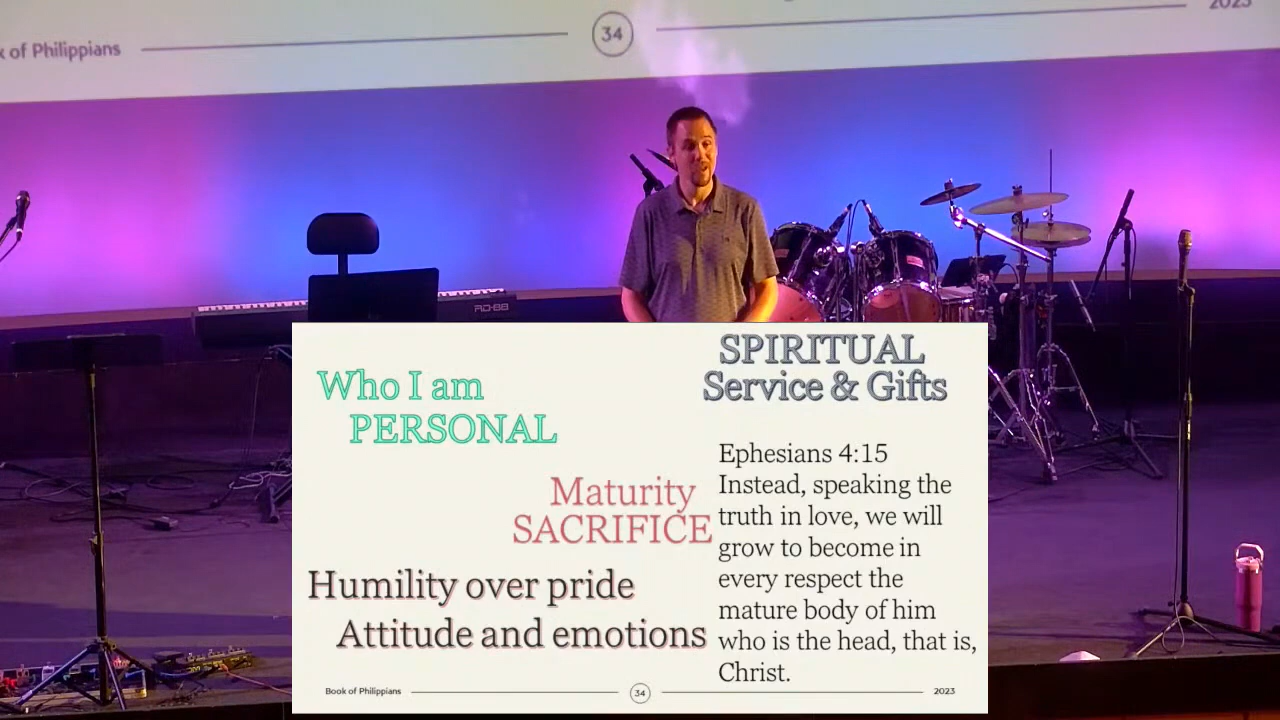 of Philippians
34
2023
RD-88
Who I am
PERSONAL
Maturity
SACRIFICE
Humility over pride
Attitude and emotions
SPIRITUAL
Service & Gifts
Ephesians 4:15
Instead, speaking the
truth in love, we will
grow to become in
every respect the
mature body of him
who is the head, that is,
Christ.
Book of Philippians
34
2023